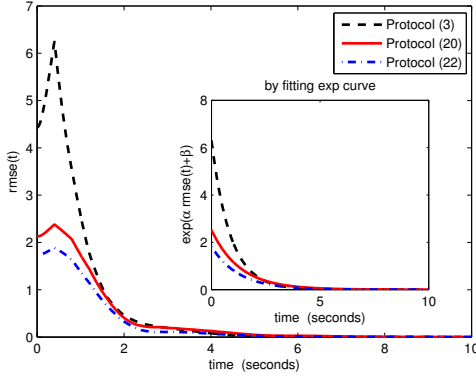 7
6
5
4
3
2
1
0
rmse(t)
0
2
4
6
8
10
time (seconds)
Protocol (3)
Protocol (20)
Protocol (22)
by fitting exp curve
8
6
4
2
0
exp(α rmse(t)+β)
0
5
10
time (seconds)